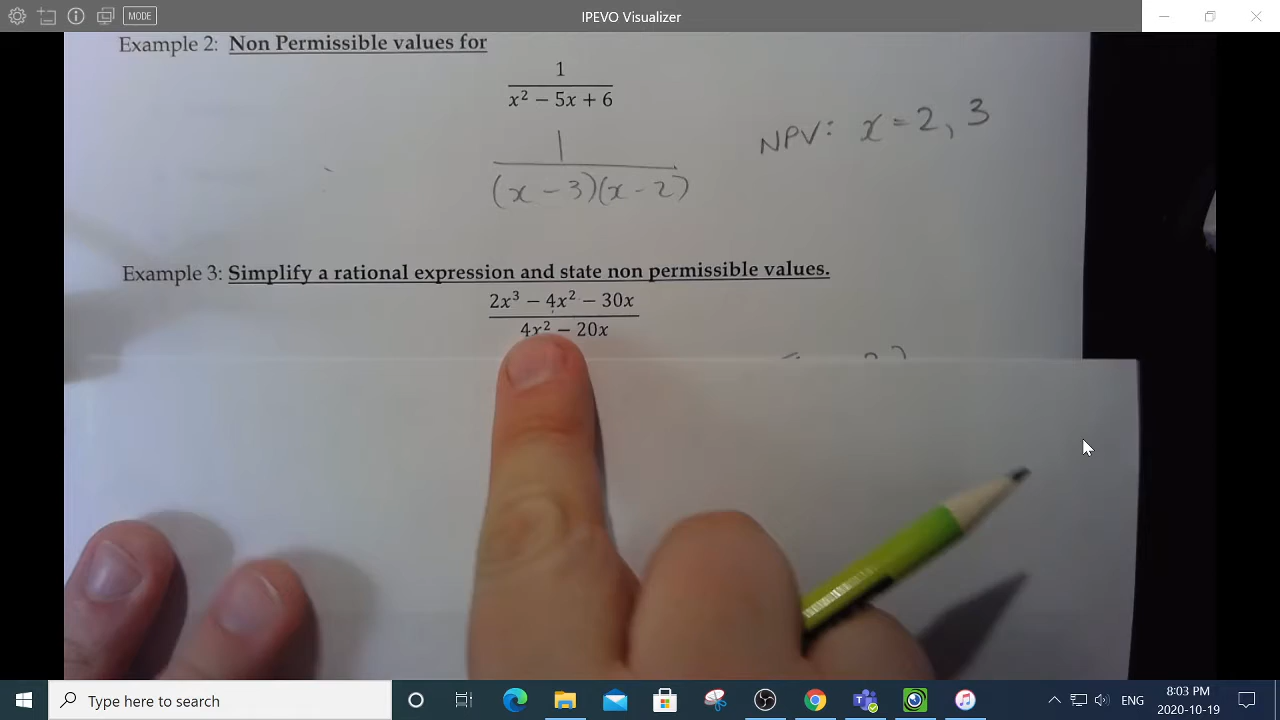 MODE
IPEVO Visualizer
Example 2: Non Permissible values for
1
x² − 5x + 6
1
(x − 3)(x − 2)
NPV: x = 2, 3
Example 3: Simplify a rational expression and state non permissible values.
2x³ − 4x² − 30x
4x² − 20x
Type here to search
ENG
8:03 PM
2020-10-19